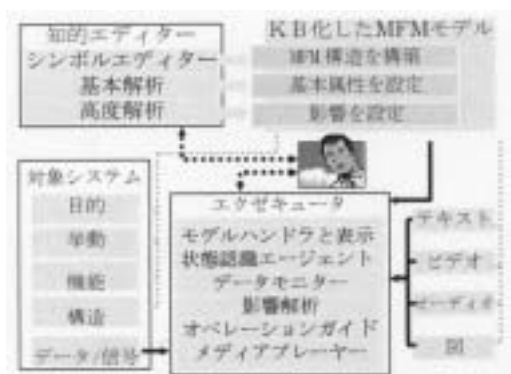 知的エディター
シンボルエディター
基本解析
高度解析
KB化したMFMモデル
MFM構造を構築
基本属性を設定
影響を設定
対象システム
目的
挙動
機能
構造
データ/信号
エクゼキュータ
モデルハンドラと表示
状態認識エージェント
データモニター
影響解析
オペレーションガイド
メディアプレーヤー
テキスト
ビデオ
オーディオ
図